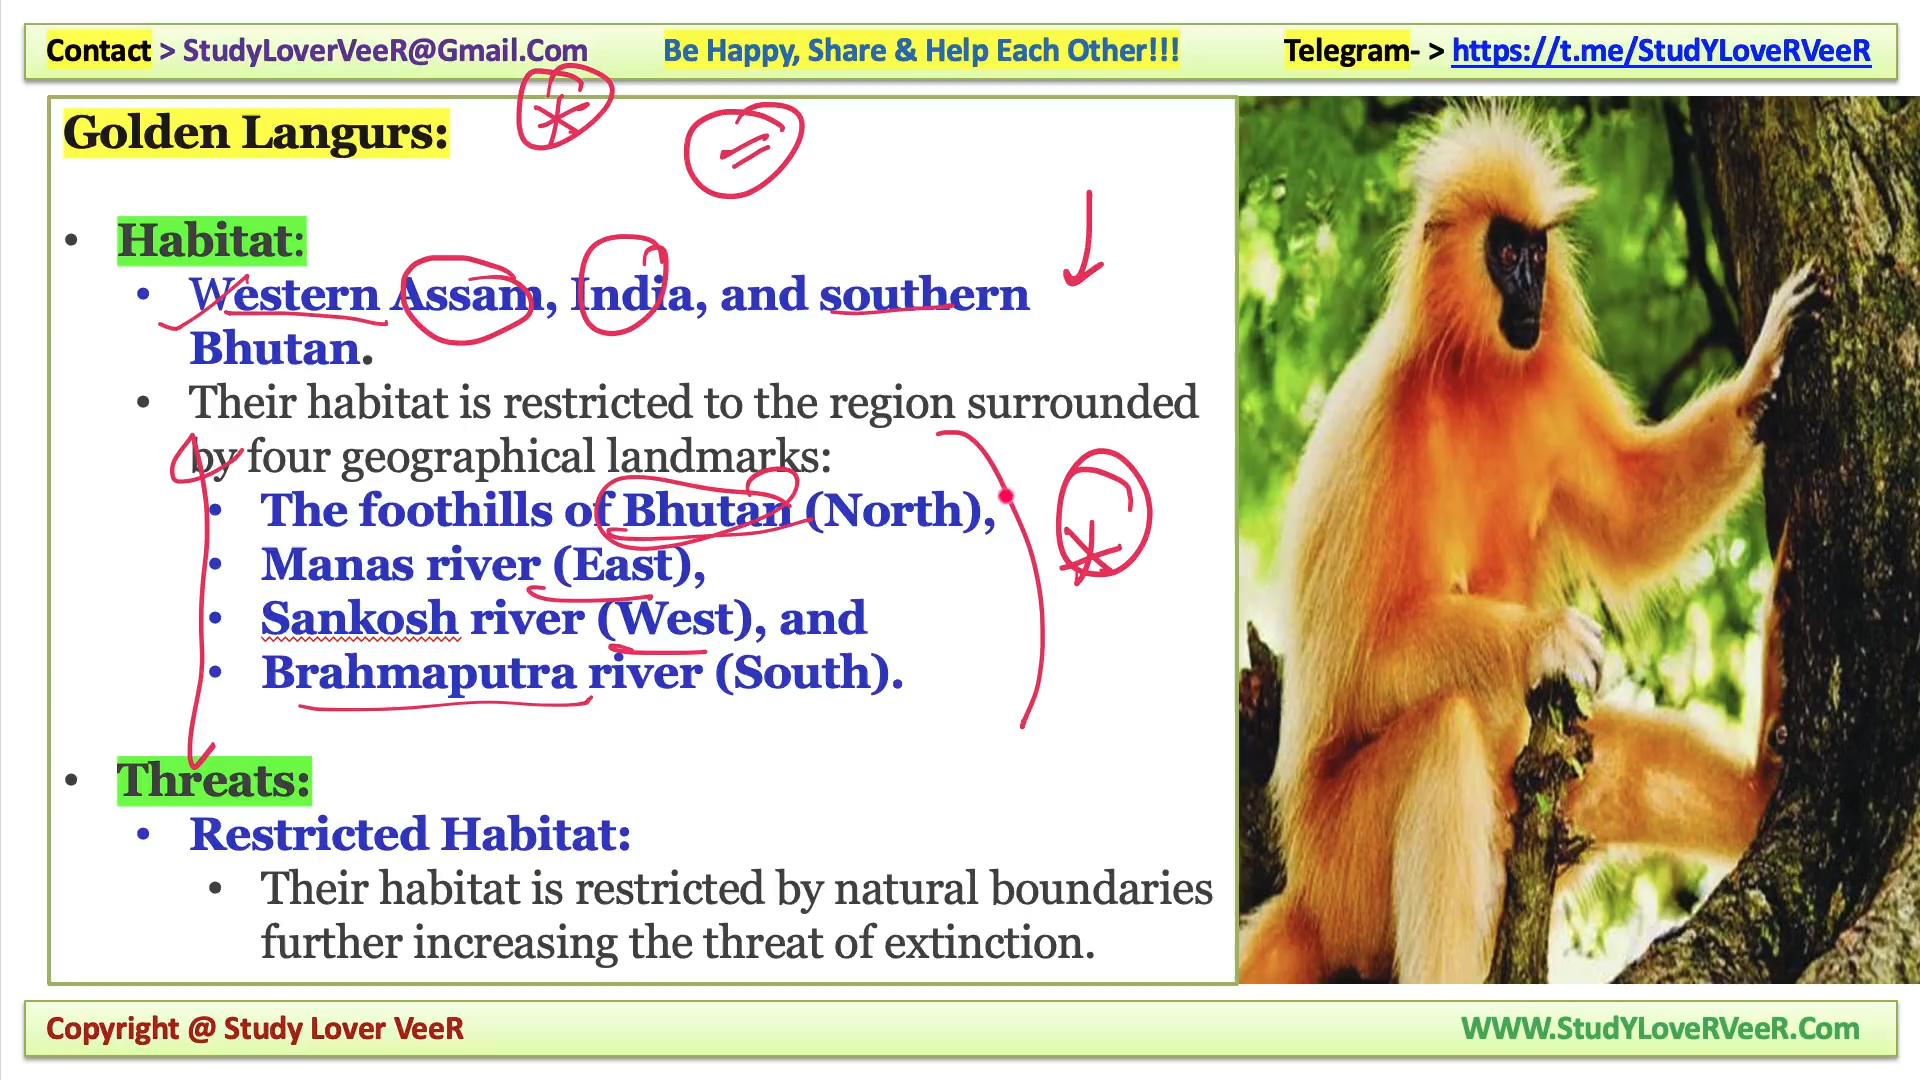 Contact > StudyLoverVeeR@Gmail.Com Be Happy, Share & Help Each Other!!! Telegram- > https://t.me/StudYLoveRVeeR
Golden Langurs:
• Habitat:
• Western Assam, India, and southern
Bhutan.
• Their habitat is restricted to the region surrounded
by four geographical landmarks:
• The foothills of Bhutan (North),
• Manas river (East),
• Sankosh river (West), and
• Brahmaputra river (South).
• Threats:
• Restricted Habitat:
• Their habitat is restricted by natural boundaries
further increasing the threat of extinction.
Copyright @ Study Lover VeeR WWW.StudYLoveRVeeR.Com